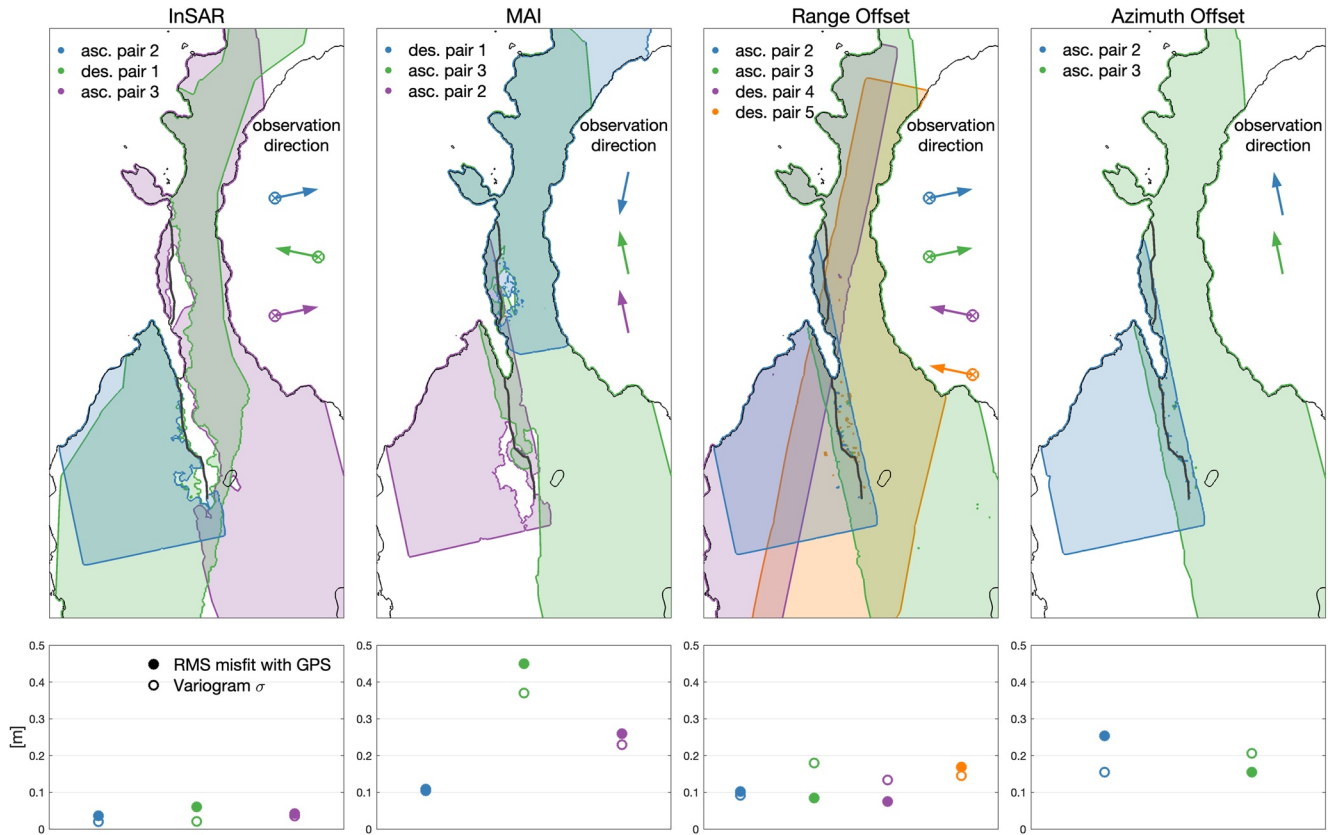 InSAR
asc. pair 2
des. pair 1
asc. pair 3
observation
direction
MAI
des. pair 1
asc. pair 3
asc. pair 2
observation
direction
Range Offset
asc. pair 2
asc. pair 3
des. pair 4
des. pair 5
observation
direction
Azimuth Offset
asc. pair 2
asc. pair 3
observation
direction
[m]
0.5
0.4
0.3
0.2
0.1
0
RMS misfit with GPS
Variogram σ
0.5
0.4
0.3
0.2
0.1
0
0.5
0.4
0.3
0.2
0.1
0
0.5
0.4
0.3
0.2
0.1
0